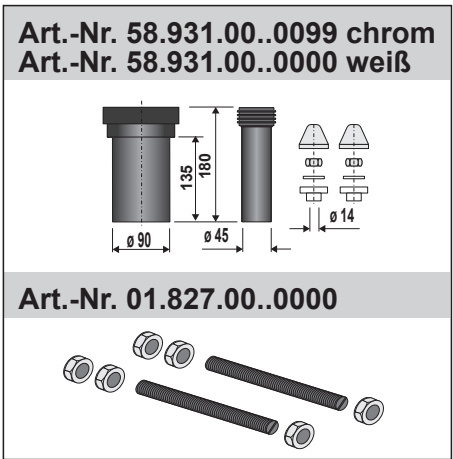 Art.-Nr. 58.931.00..0099 chrom
Art.-Nr. 58.931.00..0000 weiß
135
180
ø 90
ø 45
ø 14
Art.-Nr. 01.827.00..0000